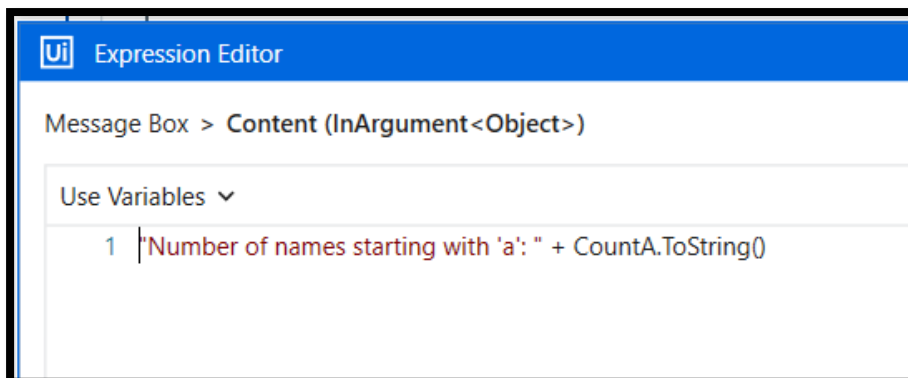 Ui Expression Editor
Message Box > Content (InArgument<Object>)
Use Variables
1 "Number of names starting with 'a': " + CountA.ToString()